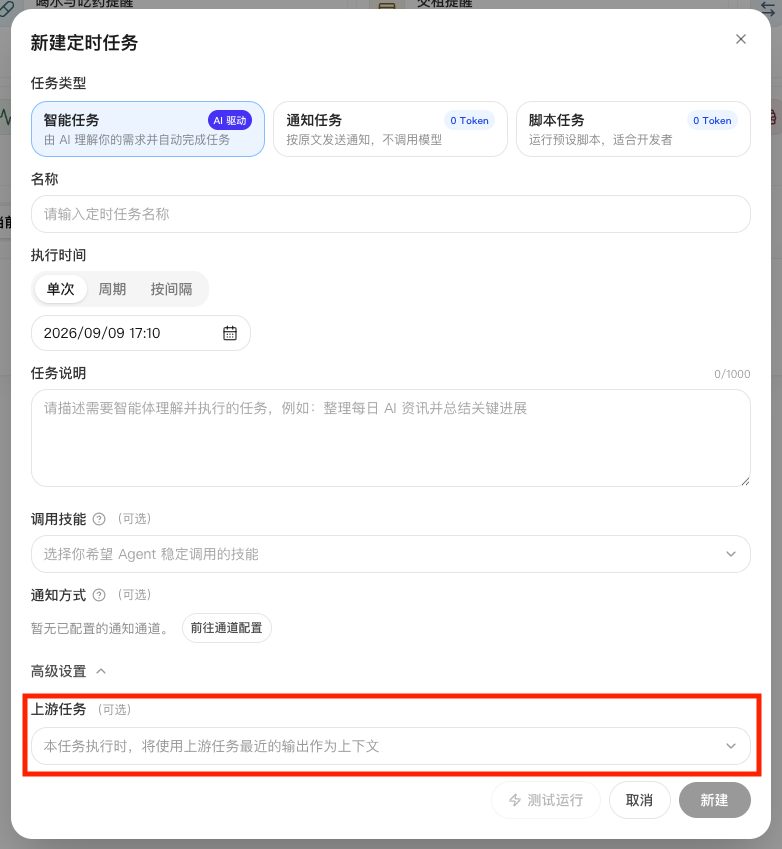 喝水与吃药提醒
交租提醒
新建定时任务
任务类型
智能任务
AI 驱动
由 AI 理解你的需求并自动完成任务
通知任务
0 Token
按原文发送通知，不调用模型
脚本任务
0 Token
运行预设脚本，适合开发者
名称
请输入定时任务名称
执行时间
单次
周期
按间隔
2026/09/09 17:10
任务说明
0/1000
请描述需要智能体理解并执行的任务，例如：整理每日 AI 资讯并总结关键进展
调用技能
（可选）
选择你希望 Agent 稳定调用的技能
通知方式
（可选）
暂无已配置的通知通道。
前往通道配置
高级设置
上游任务
（可选）
本任务执行时，将使用上游任务最近的输出作为上下文
测试运行
取消
新建